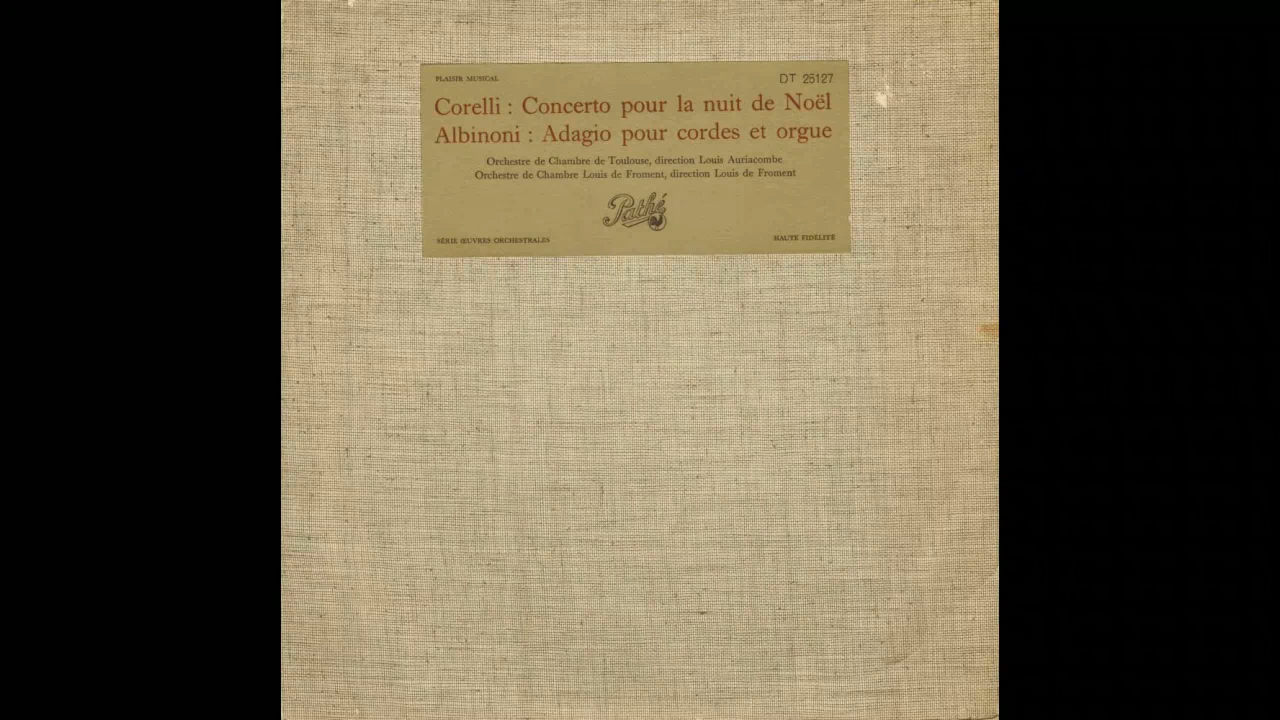 PLAISIR MUSICAL
DT 25127
Corelli : Concerto pour la nuit de Noël
Albinoni : Adagio pour cordes et orgue
Orchestre de Chambre de Toulouse, direction Louis Auriacombe
Orchestre de Chambre Louis de Froment, direction Louis de Froment
Pathé
SÉRIE ŒUVRES ORCHESTRALES
HAUTE FIDÉLITÉ